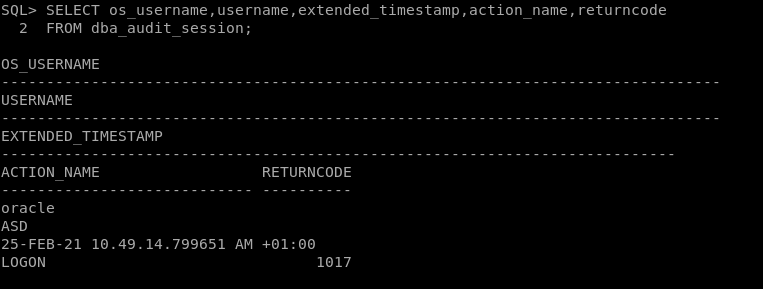 SQL> SELECT os_username,username,extended_timestamp,action_name,returncode
  2  FROM dba_audit_session;

OS_USERNAME
--------------------------------------------------------------------------------
USERNAME
--------------------------------------------------------------------------------
EXTENDED_TIMESTAMP
---------------------------------------------------------------------------
ACTION_NAME                  RETURNCODE
---------------------------- ----------
oracle
ASD
25-FEB-21 10.49.14.799651 AM +01:00
LOGON                              1017